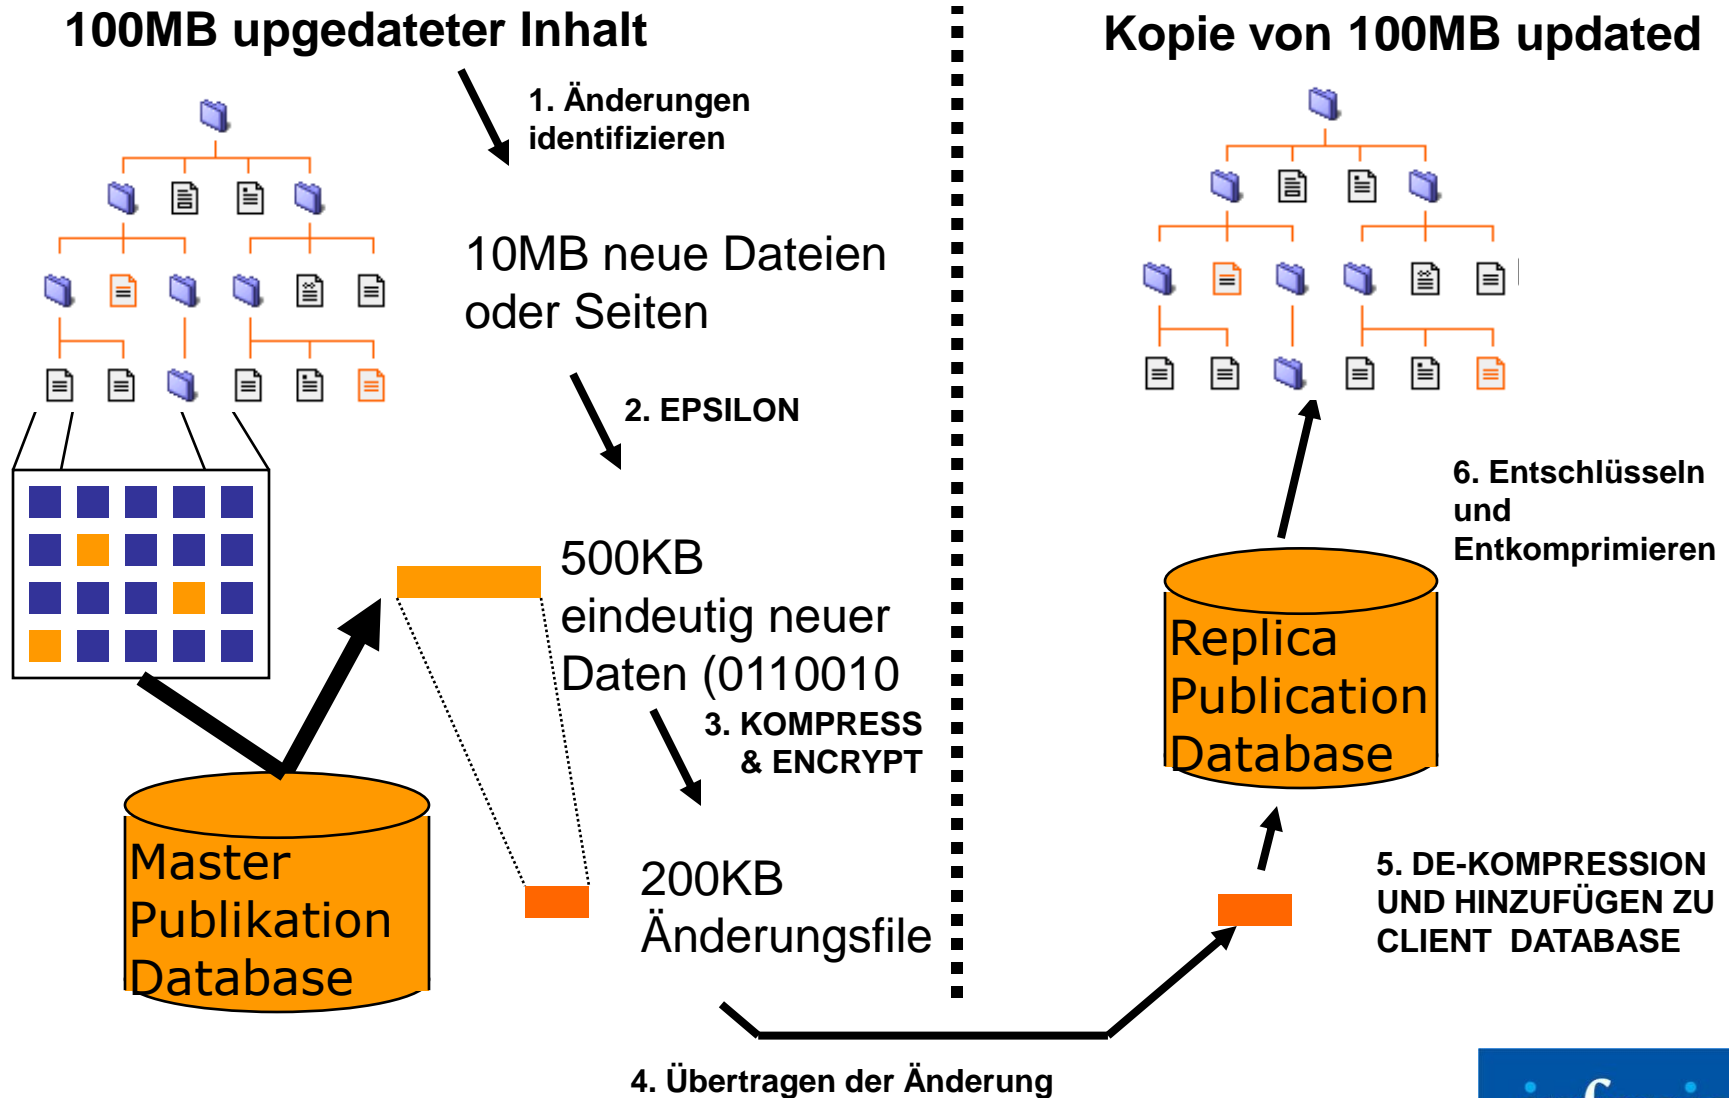 100MB upgedateter Inhalt
1. Änderungen
identifizieren
10MB neue Dateien
oder Seiten
2. EPSILON
500KB
eindeutig neuer
Daten (0110010
3. KOMPRESS
& ENCRYPT
200KB
Änderungsfile
Master
Publikation
Database
4. Übertragen der Änderung
Kopie von 100MB updated
6. Entschlüsseln
und
Entkomprimieren
Replica
Publication
Database
5. DE-KOMPRESSION
UND HINZUFÜGEN ZU
CLIENT DATABASE